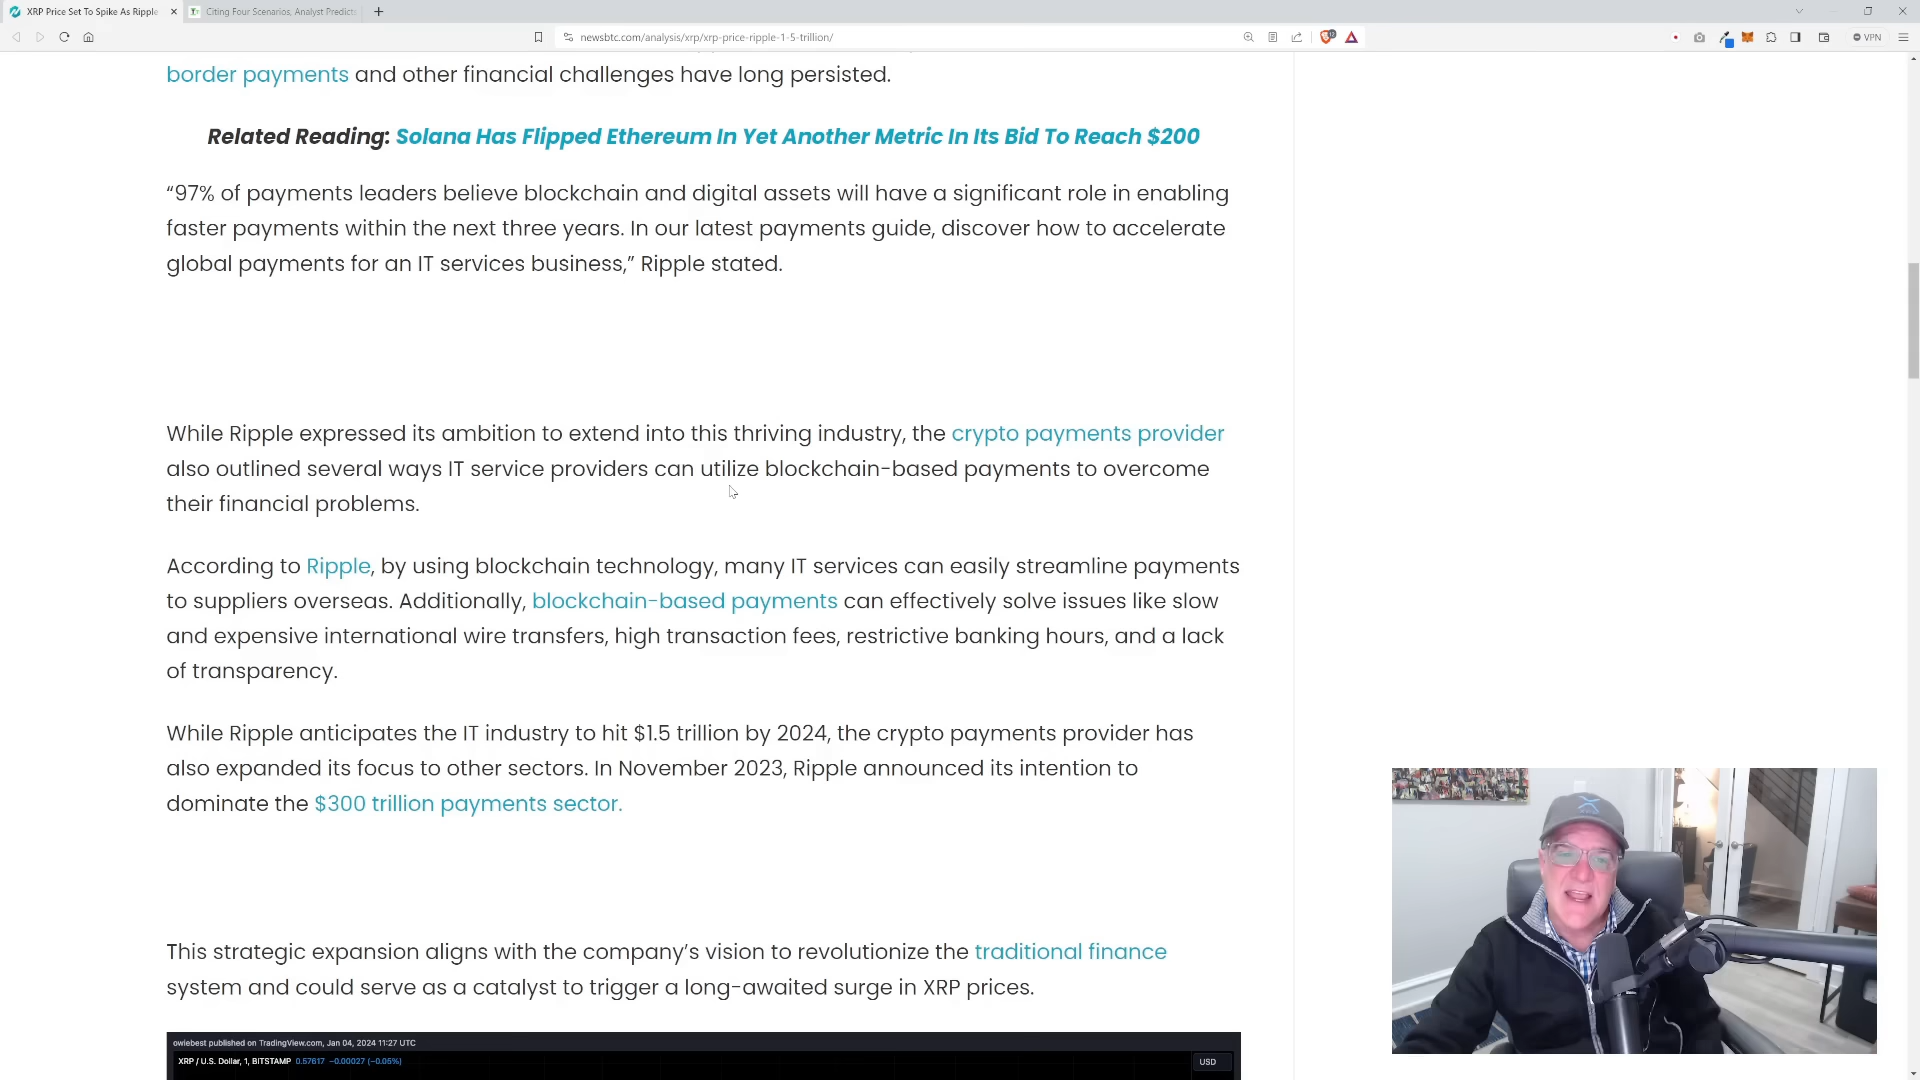 XRP Price Set To Spike As Ripple
Citing Four Scenarios, Analyst Predicts
newsbtc.com/analysis/xrp/xrp-price-ripple-1-5-trillion/
VPN
border payments and other financial challenges have long persisted.
Related Reading: Solana Has Flipped Ethereum In Yet Another Metric In Its Bid To Reach $200
“97% of payments leaders believe blockchain and digital assets will have a significant role in enabling
faster payments within the next three years. In our latest payments guide, discover how to accelerate
global payments for an IT services business,” Ripple stated.
While Ripple expressed its ambition to extend into this thriving industry, the crypto payments provider
also outlined several ways IT service providers can utilize blockchain-based payments to overcome
their financial problems.
According to Ripple, by using blockchain technology, many IT services can easily streamline payments
to suppliers overseas. Additionally, blockchain-based payments can effectively solve issues like slow
and expensive international wire transfers, high transaction fees, restrictive banking hours, and a lack
of transparency.
While Ripple anticipates the IT industry to hit $1.5 trillion by 2024, the crypto payments provider has
also expanded its focus to other sectors. In November 2023, Ripple announced its intention to
dominate the $300 trillion payments sector.
This strategic expansion aligns with the company’s vision to revolutionize the traditional finance
system and could serve as a catalyst to trigger a long-awaited surge in XRP prices.
owiebest published on TradingView.com, Jan 04, 2024 11:27 UTC
XRP / U.S. Dollar, 1, BITSTAMP 0.57617 −0.00027 (−0.05%)
USD